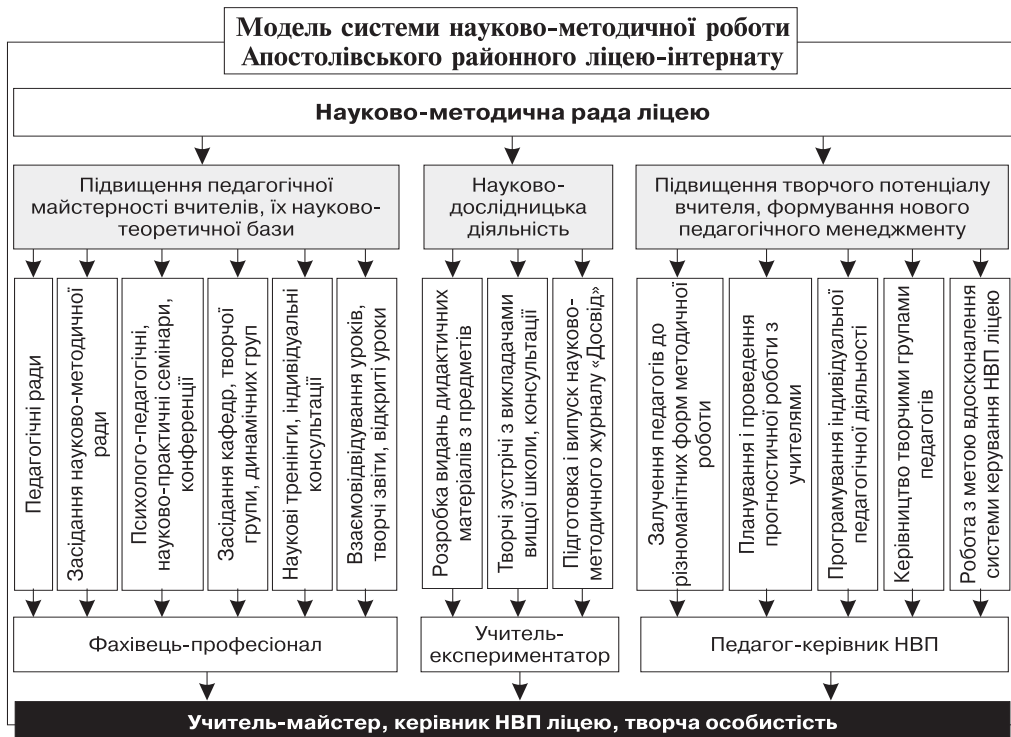 Модель системи науково-методичної роботи
Апостолівського районного ліцею-інтернату
Науково-методична рада ліцею
Підвищення педагогічної
майстерності вчителів, їх науково-
теоретичної бази
Науково-
дослідницька
діяльність
Підвищення творчого потенціалу
вчителя, формування нового
педагогічного менеджменту
Педагогічні ради
Засідання науково-методичної
ради
Психолого-педагогічні,
науково-практичні семінари,
конференції
Засідання кафедр, творчої
групи, динамічних груп
Наукові тренінги, індивідуальні
консультації
Взаємовідвідування уроків,
творчі звіти, відкриті уроки
Розробка видань дидактичних
матеріалів з предметів
Творчі зустрічі з викладачами
вищої школи, консультації
Підготовка і випуск науково-
методичного журналу «Досвід»
Залучення педагогів до
різноманітних форм методичної
роботи
Планування і проведення
прогностичної роботи з
учителями
Програмування індивідуальної
педагогічної діяльності
Керівництво творчими групами
педагогів
Робота з метою вдосконалення
системи керування НВП ліцею
Фахівець-професіонал
Учитель-
експериментатор
Педагог-керівник НВП
Учитель-майстер, керівник НВП ліцею, творча особистість